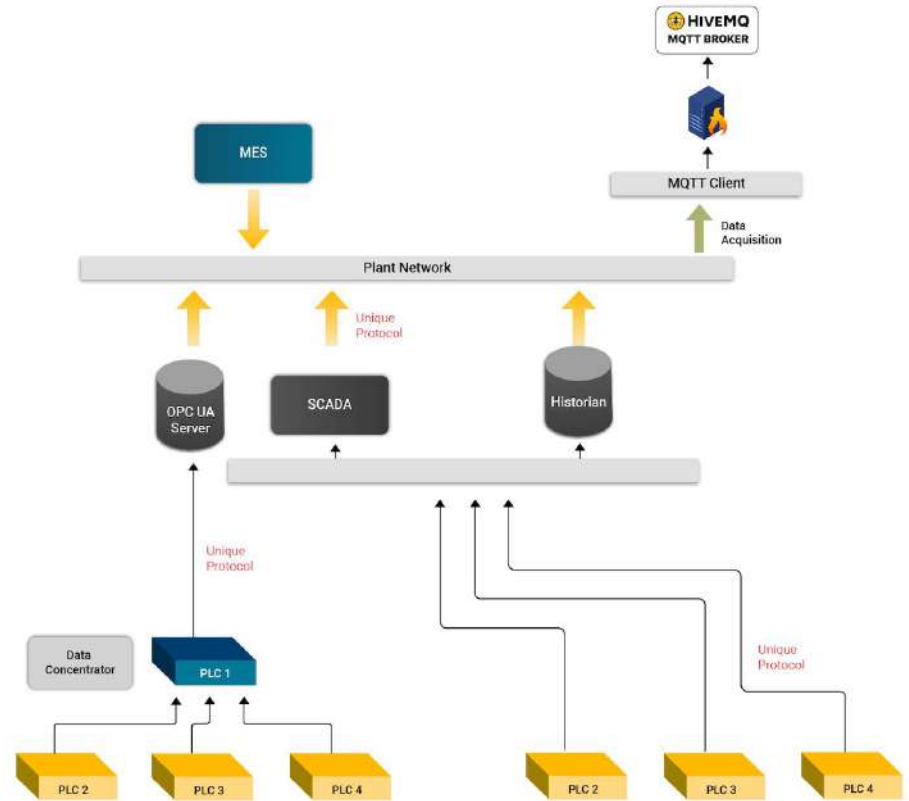 HIVEMQ
MQTT BROKER
MES
MQTT Client
Data
Acquisition
Plant Network
Unique
Protocol
OPC UA
Server
SCADA
Historian
Unique
Protocol
Data
Concentrator
PLC 1
Unique
Protocol
PLC 2
PLC 3
PLC 4
PLC 2
PLC 3
PLC 4